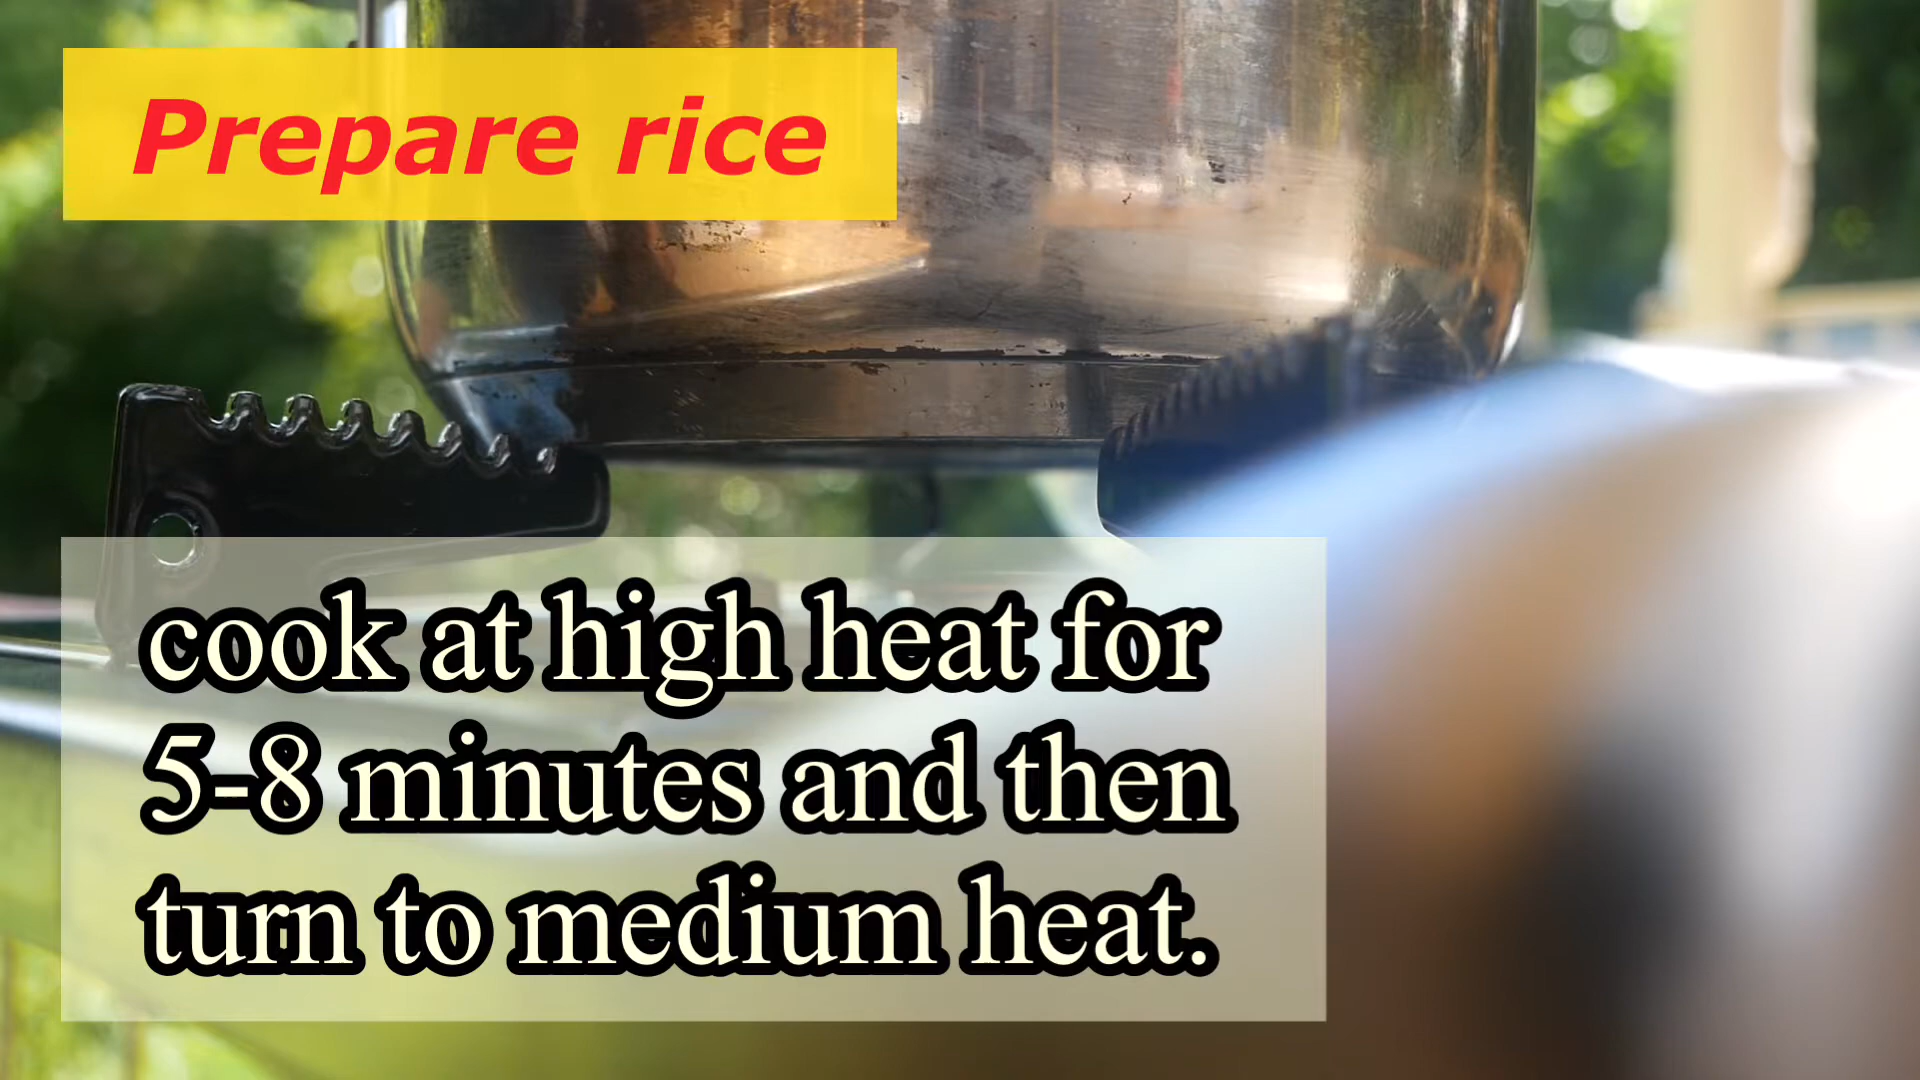 Prepare rice
cook at high heat for
5-8 minutes and then
turn to medium heat.